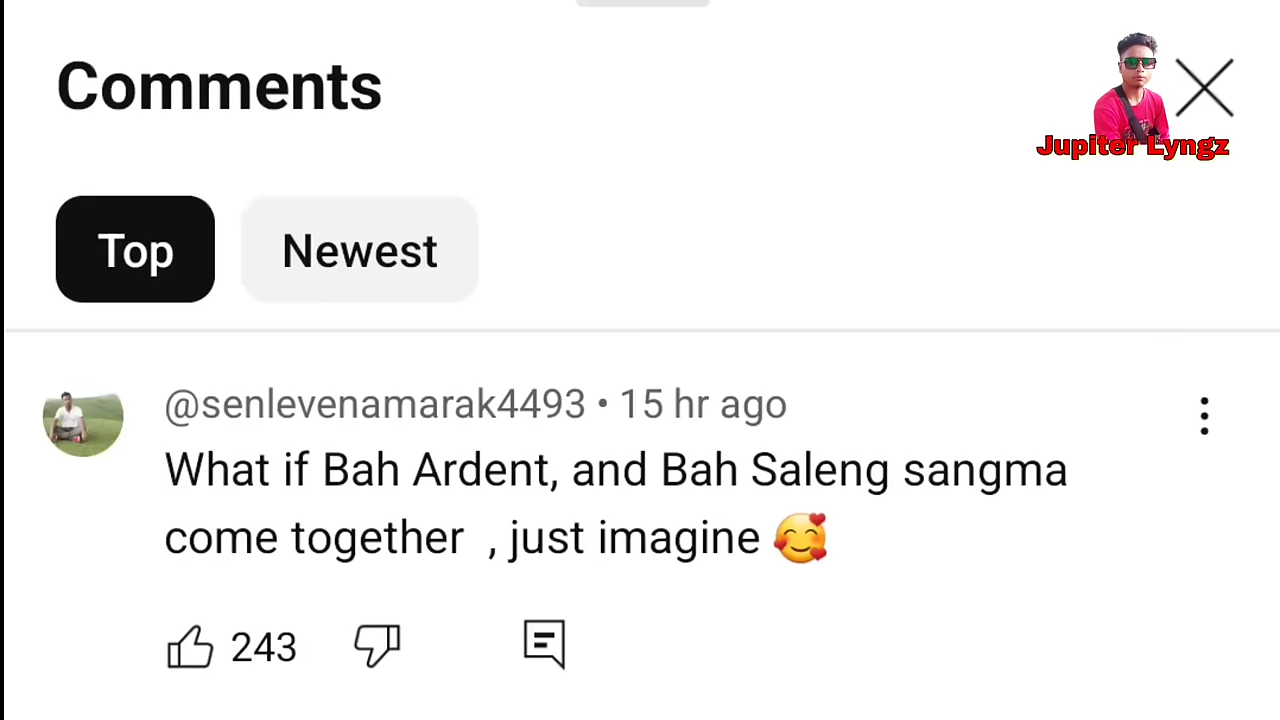 Comments
Jupiter Lyngz
Top
Newest
@senlevenamarak4493 • 15 hr ago
What if Bah Ardent, and Bah Saleng sangma
come together , just imagine 🥰
243